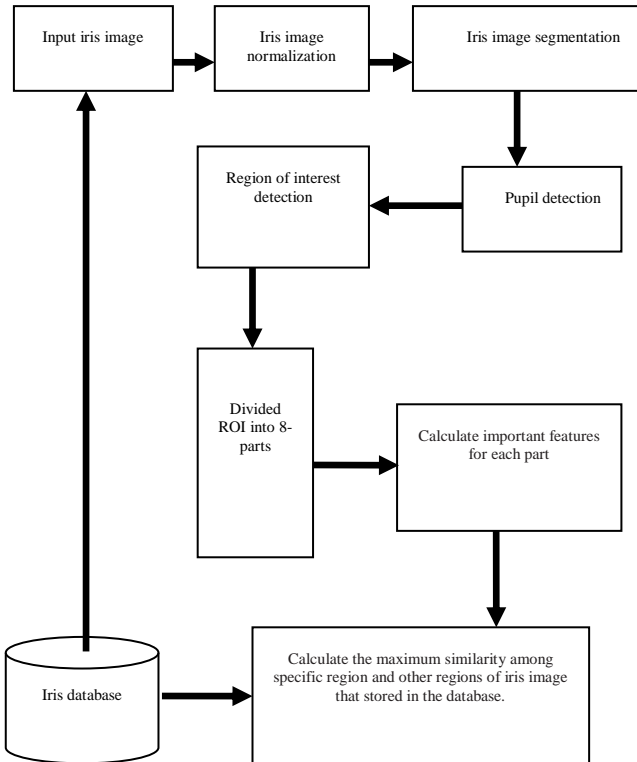 Input iris image
Iris image
normalization
Iris image segmentation
Region of interest
detection
Pupil detection
Divided
ROI into 8-
parts
Calculate important features
for each part
Iris database
Calculate the maximum similarity among
specific region and other regions of iris image
that stored in the database.